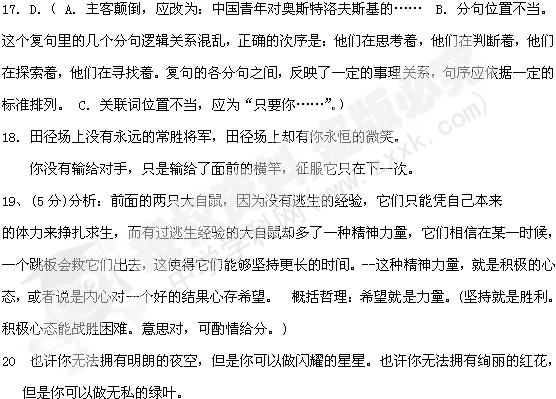 17. D.( A. 主客颠倒，应改为：中国青年对奥斯特洛夫斯基的…… B. 分句位置不当。
这个复句里的几个分句逻辑关系混乱，正确的次序是：他们在思考着，他们在判断着，他们
在探索着，他们在寻找着。复句的各分句之间，反映了一定的事理关系，句序应依据一定的
标准排列。 C. 关联词位置不当，应为“只要你……”。）
18. 田径场上没有永远的常胜将军，田径场上却有你永恒的微笑。
你没有输给对手，只是输给了面前的横竿，征服它只在下一次。
19、(5 分)分析：前面的两只大白鼠，因为没有逃生的经验，它们只能凭自己本来
的体力来挣扎求生，而有过逃生经验的大白鼠却多了一种精神力量，它们相信在某一时候，
一个跳板会救它们出去，这使得它们能够坚持更长的时间。--这种精神力量，就是积极的心
态，或者说是内心对一个好的结果心存希望。 概括哲理：希望就是力量。(坚持就是胜利。
积极心态能战胜困难。意思对，可酌情给分。)
20 也许你无法拥有明朗的夜空，但是你可以做闪耀的星星。也许你无法拥有绚丽的红花，
但是你可以做无私的绿叶。